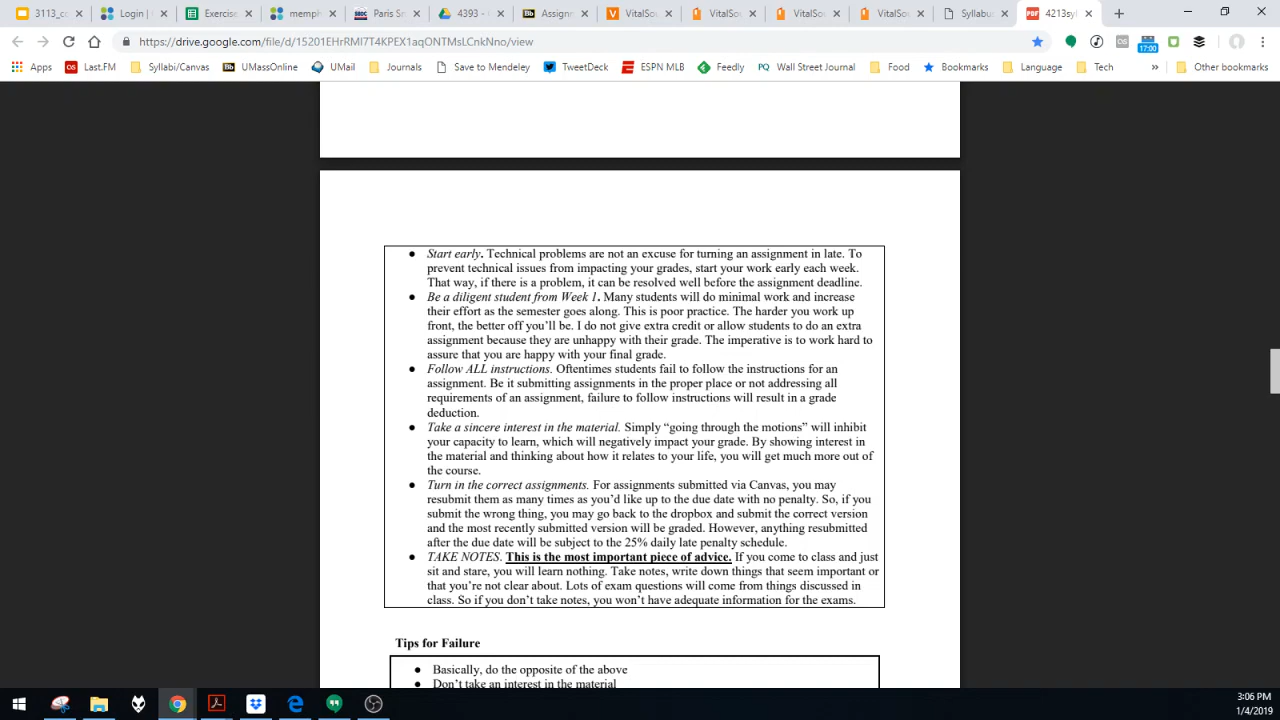 3113_c
Login
Exercise
memph
Paris Sn
4393 -
Assignm
VitalSo
VitalSo
VitalSo
VitalSo
Syllabus
4213syl
https://drive.google.com/file/d/15201EHrRMI7T4KPEX1aqONTMsLCnkNno/view
17:00
Apps
Last.FM
Syllabi/Canvas
UMassOnline
UMail
Journals
Save to Mendeley
TweetDeck
ESPN MLB
Feedly
Wall Street Journal
Food
Bookmarks
Language
Tech
»
Other bookmarks
● Start early. Technical problems are not an excuse for turning an assignment in late. To
prevent technical issues from impacting your grades, start your work early each week.
That way, if there is a problem, it can be resolved well before the assignment deadline.
● Be a diligent student from Week 1. Many students will do minimal work and increase
their effort as the semester goes along. This is poor practice. The harder you work up
front, the better off you’ll be. I do not give extra credit or allow students to do an extra
assignment because they are unhappy with their grade. The imperative is to work hard to
assure that you are happy with your final grade.
● Follow ALL instructions. Oftentimes students fail to follow the instructions for an
assignment. Be it submitting assignments in the proper place or not addressing all
requirements of an assignment, failure to follow instructions will result in a grade
deduction.
● Take a sincere interest in the material. Simply “going through the motions” will inhibit
your capacity to learn, which will negatively impact your grade. By showing interest in
the material and thinking about how it relates to your life, you will get much more out of
the course.
● Turn in the correct assignments. For assignments submitted via Canvas, you may
resubmit them as many times as you’d like up to the due date with no penalty. So, if you
submit the wrong thing, you may go back to the dropbox and submit the correct version
and the most recently submitted version will be graded. However, anything resubmitted
after the due date will be subject to the 25% daily late penalty schedule.
● TAKE NOTES. This is the most important piece of advice. If you come to class and just
sit and stare, you will learn nothing. Take notes, write down things that seem important or
that you’re not clear about. Lots of exam questions will come from things discussed in
class. So if you don’t take notes, you won’t have adequate information for the exams.
Tips for Failure
● Basically, do the opposite of the above
● Don’t take an interest in the material
3:06 PM
1/4/2019